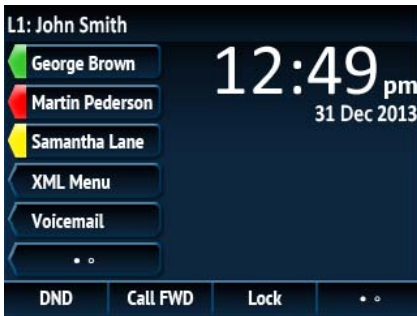 L1: John Smith
George Brown
Martin Pederson
Samantha Lane
XML Menu
Voicemail
12:49 pm
31 Dec 2013
DND Call FWD Lock